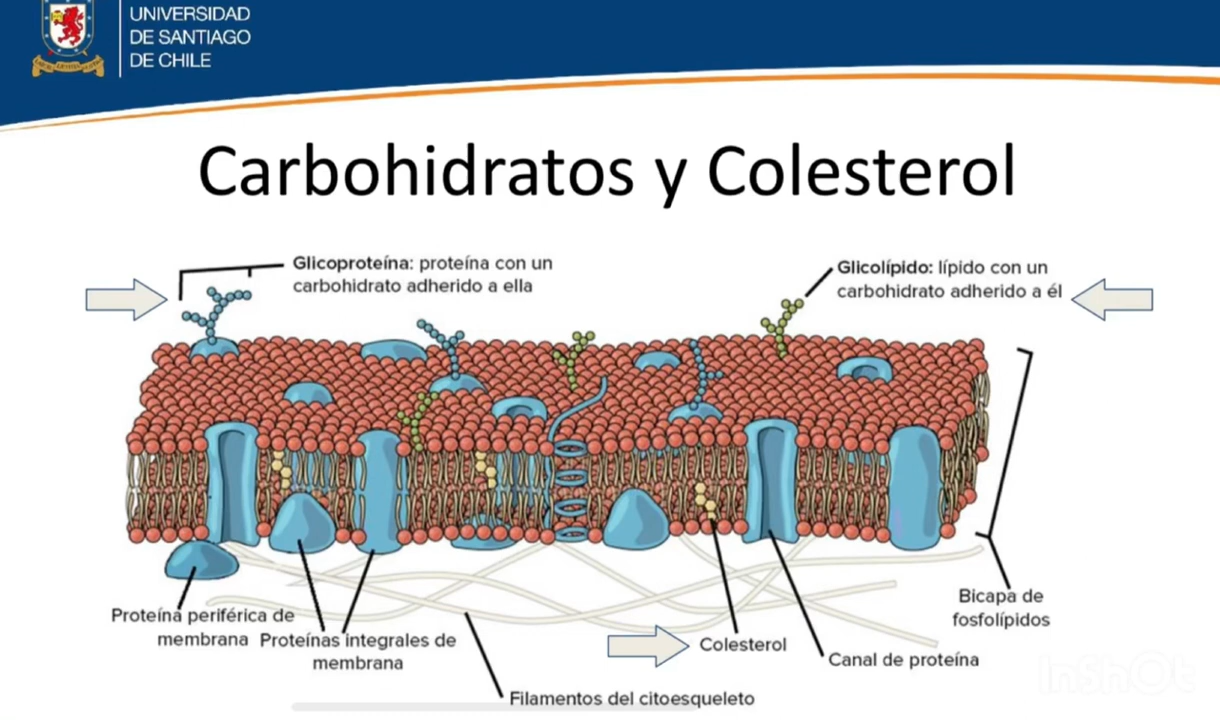 UNIVERSIDAD
DE SANTIAGO
DE CHILE
Carbohidratos y Colesterol
Glicoproteína: proteína con un
carbohidrato adherido a ella
Glicolípido: lípido con un
carbohidrato adherido a él
Proteína periférica de
membrana
Proteínas integrales de
membrana
Filamentos del citoesqueleto
Colesterol
Canal de proteína
Bicapa de
fosfolípidos
InShOt